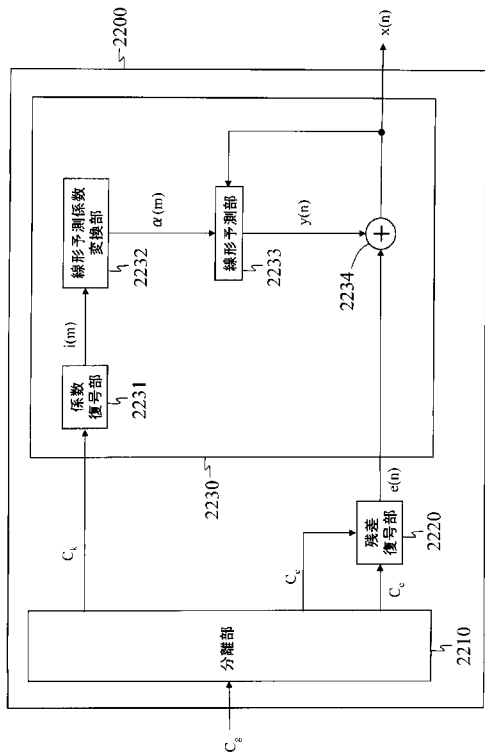 2200
2230
C_g
分離部
2210
C_k
係数
復号部
2231
i(m)
線形予測係数
変換部
2232
α(m)
線形予測部
2233
y(n)
2234
+
x(n)
C_c
C_e
残差
復号部
2220
e(n)